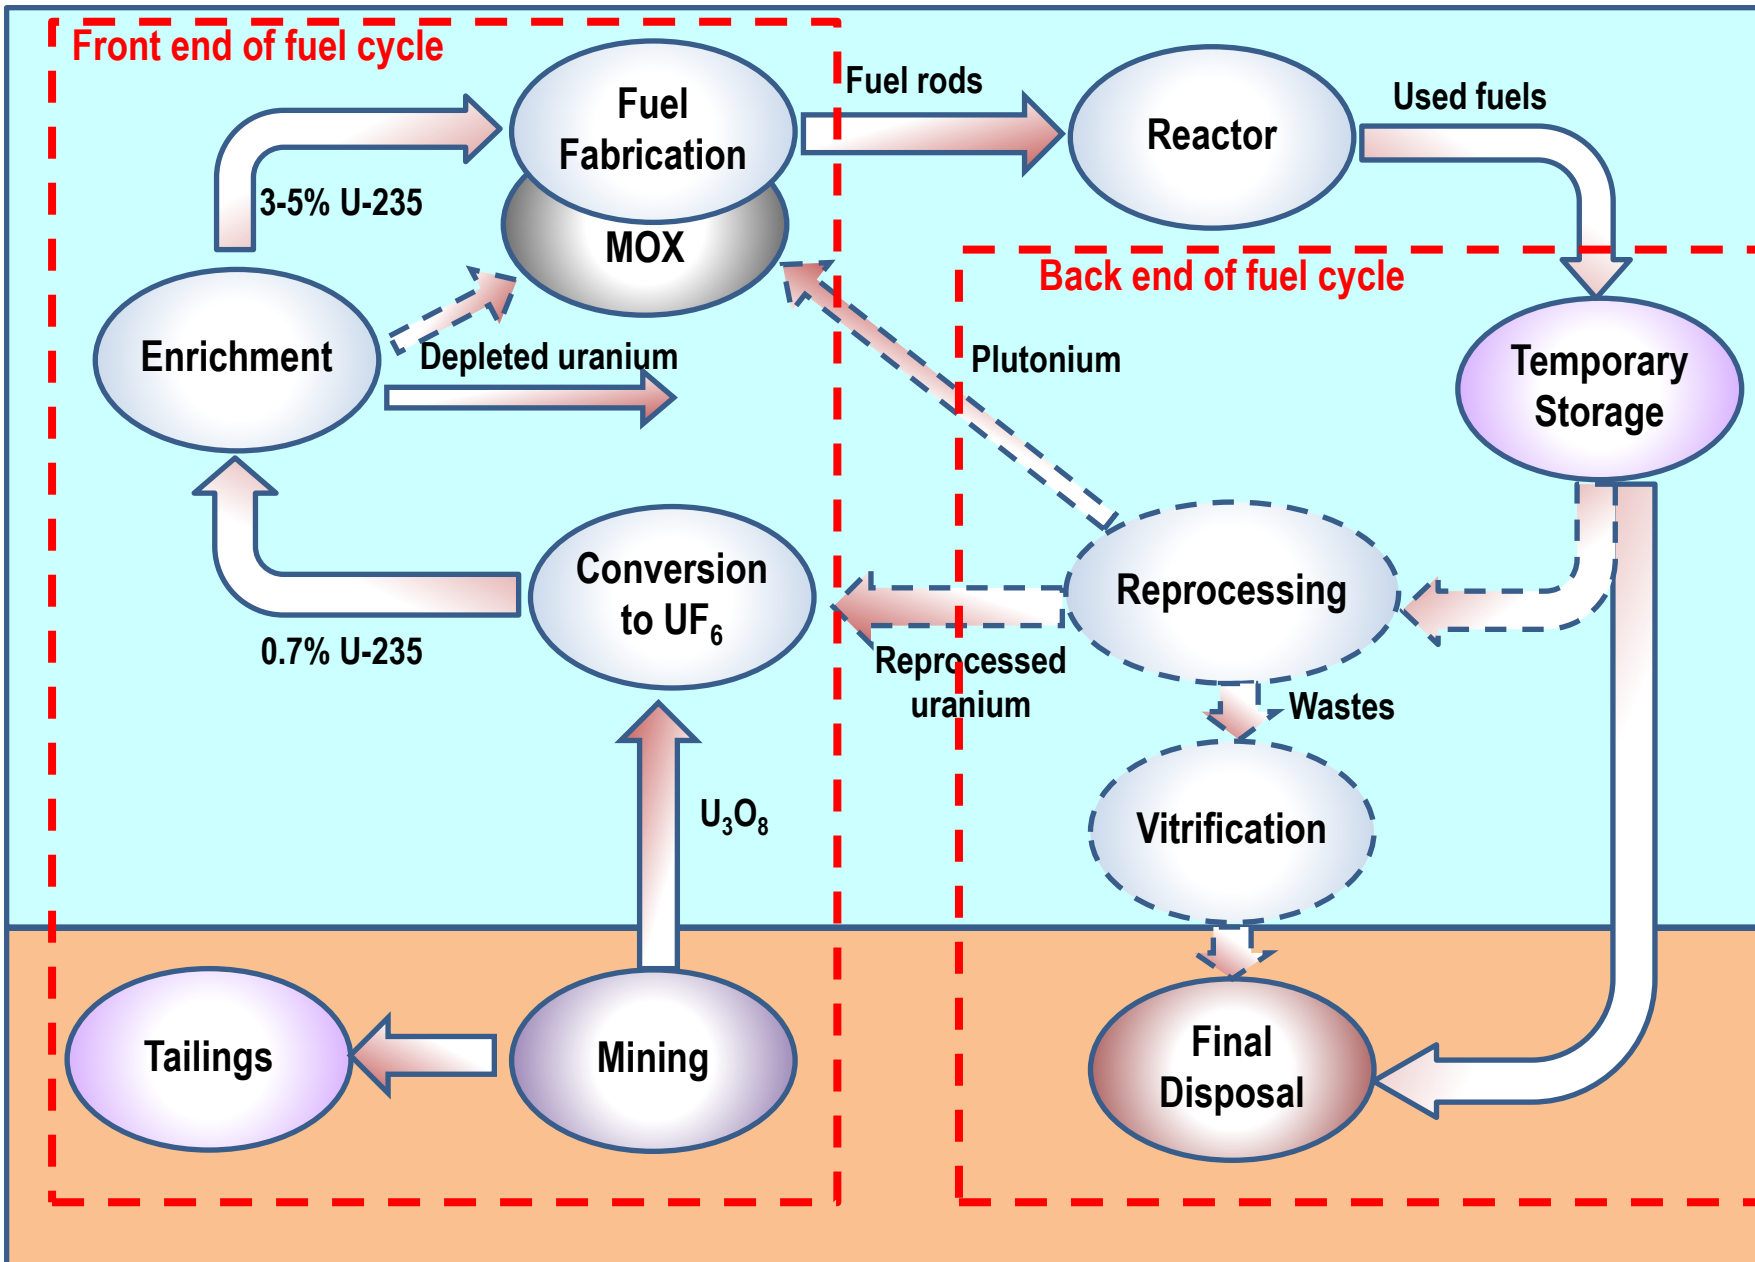 Front end of fuel cycle
Fuel
Fabrication
MOX
Fuel rods
Reactor
Used fuels
3-5% U-235
Back end of fuel cycle
Enrichment
Depleted uranium
Plutonium
Temporary
Storage
Conversion
to UF₆
0.7% U-235
Reprocessing
Reprocessed
uranium
Wastes
U₃O₈
Vitrification
Tailings
Mining
Final
Disposal